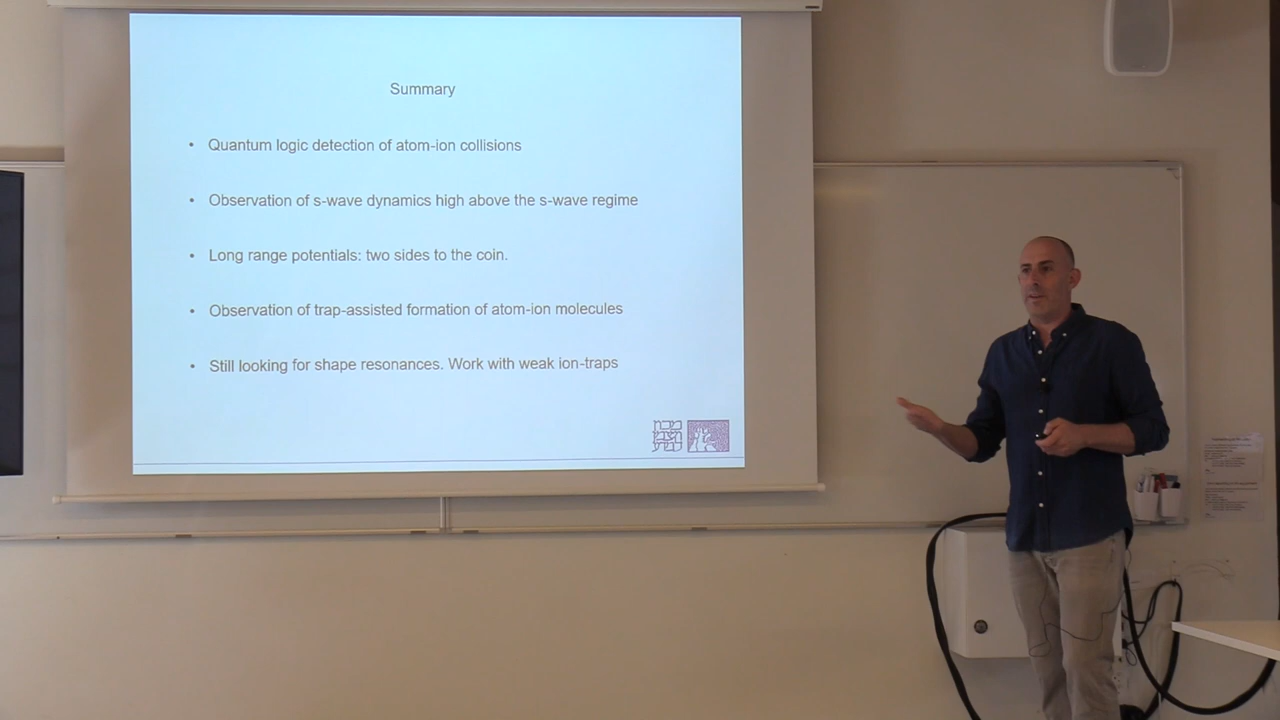 Summary
• Quantum logic detection of atom-ion collisions
• Observation of s-wave dynamics high above the s-wave regime
• Long range potentials: two sides to the coin.
• Observation of trap-assisted formation of atom-ion molecules
• Still looking for shape resonances. Work with weak ion-traps